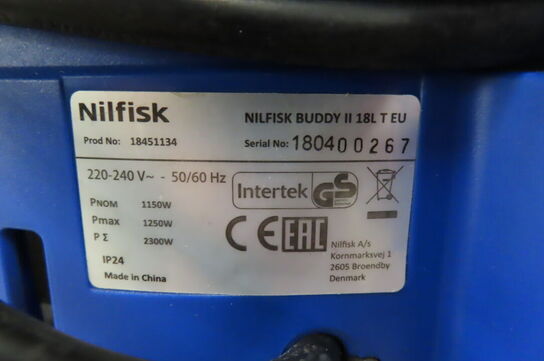 Nilfisk NILFISK BUDDY II 18L T EU
Prod No: 18451134 Serial No: 180400267
220-240 V~ - 50/60 Hz
Intertek GS
PNOM 1150W
Pmax 1250W
P Σ 2300W
CE EAC
Nilfisk A/s
Kornmarksvej 1
2605 Broendby
Denmark
IP24
Made in China